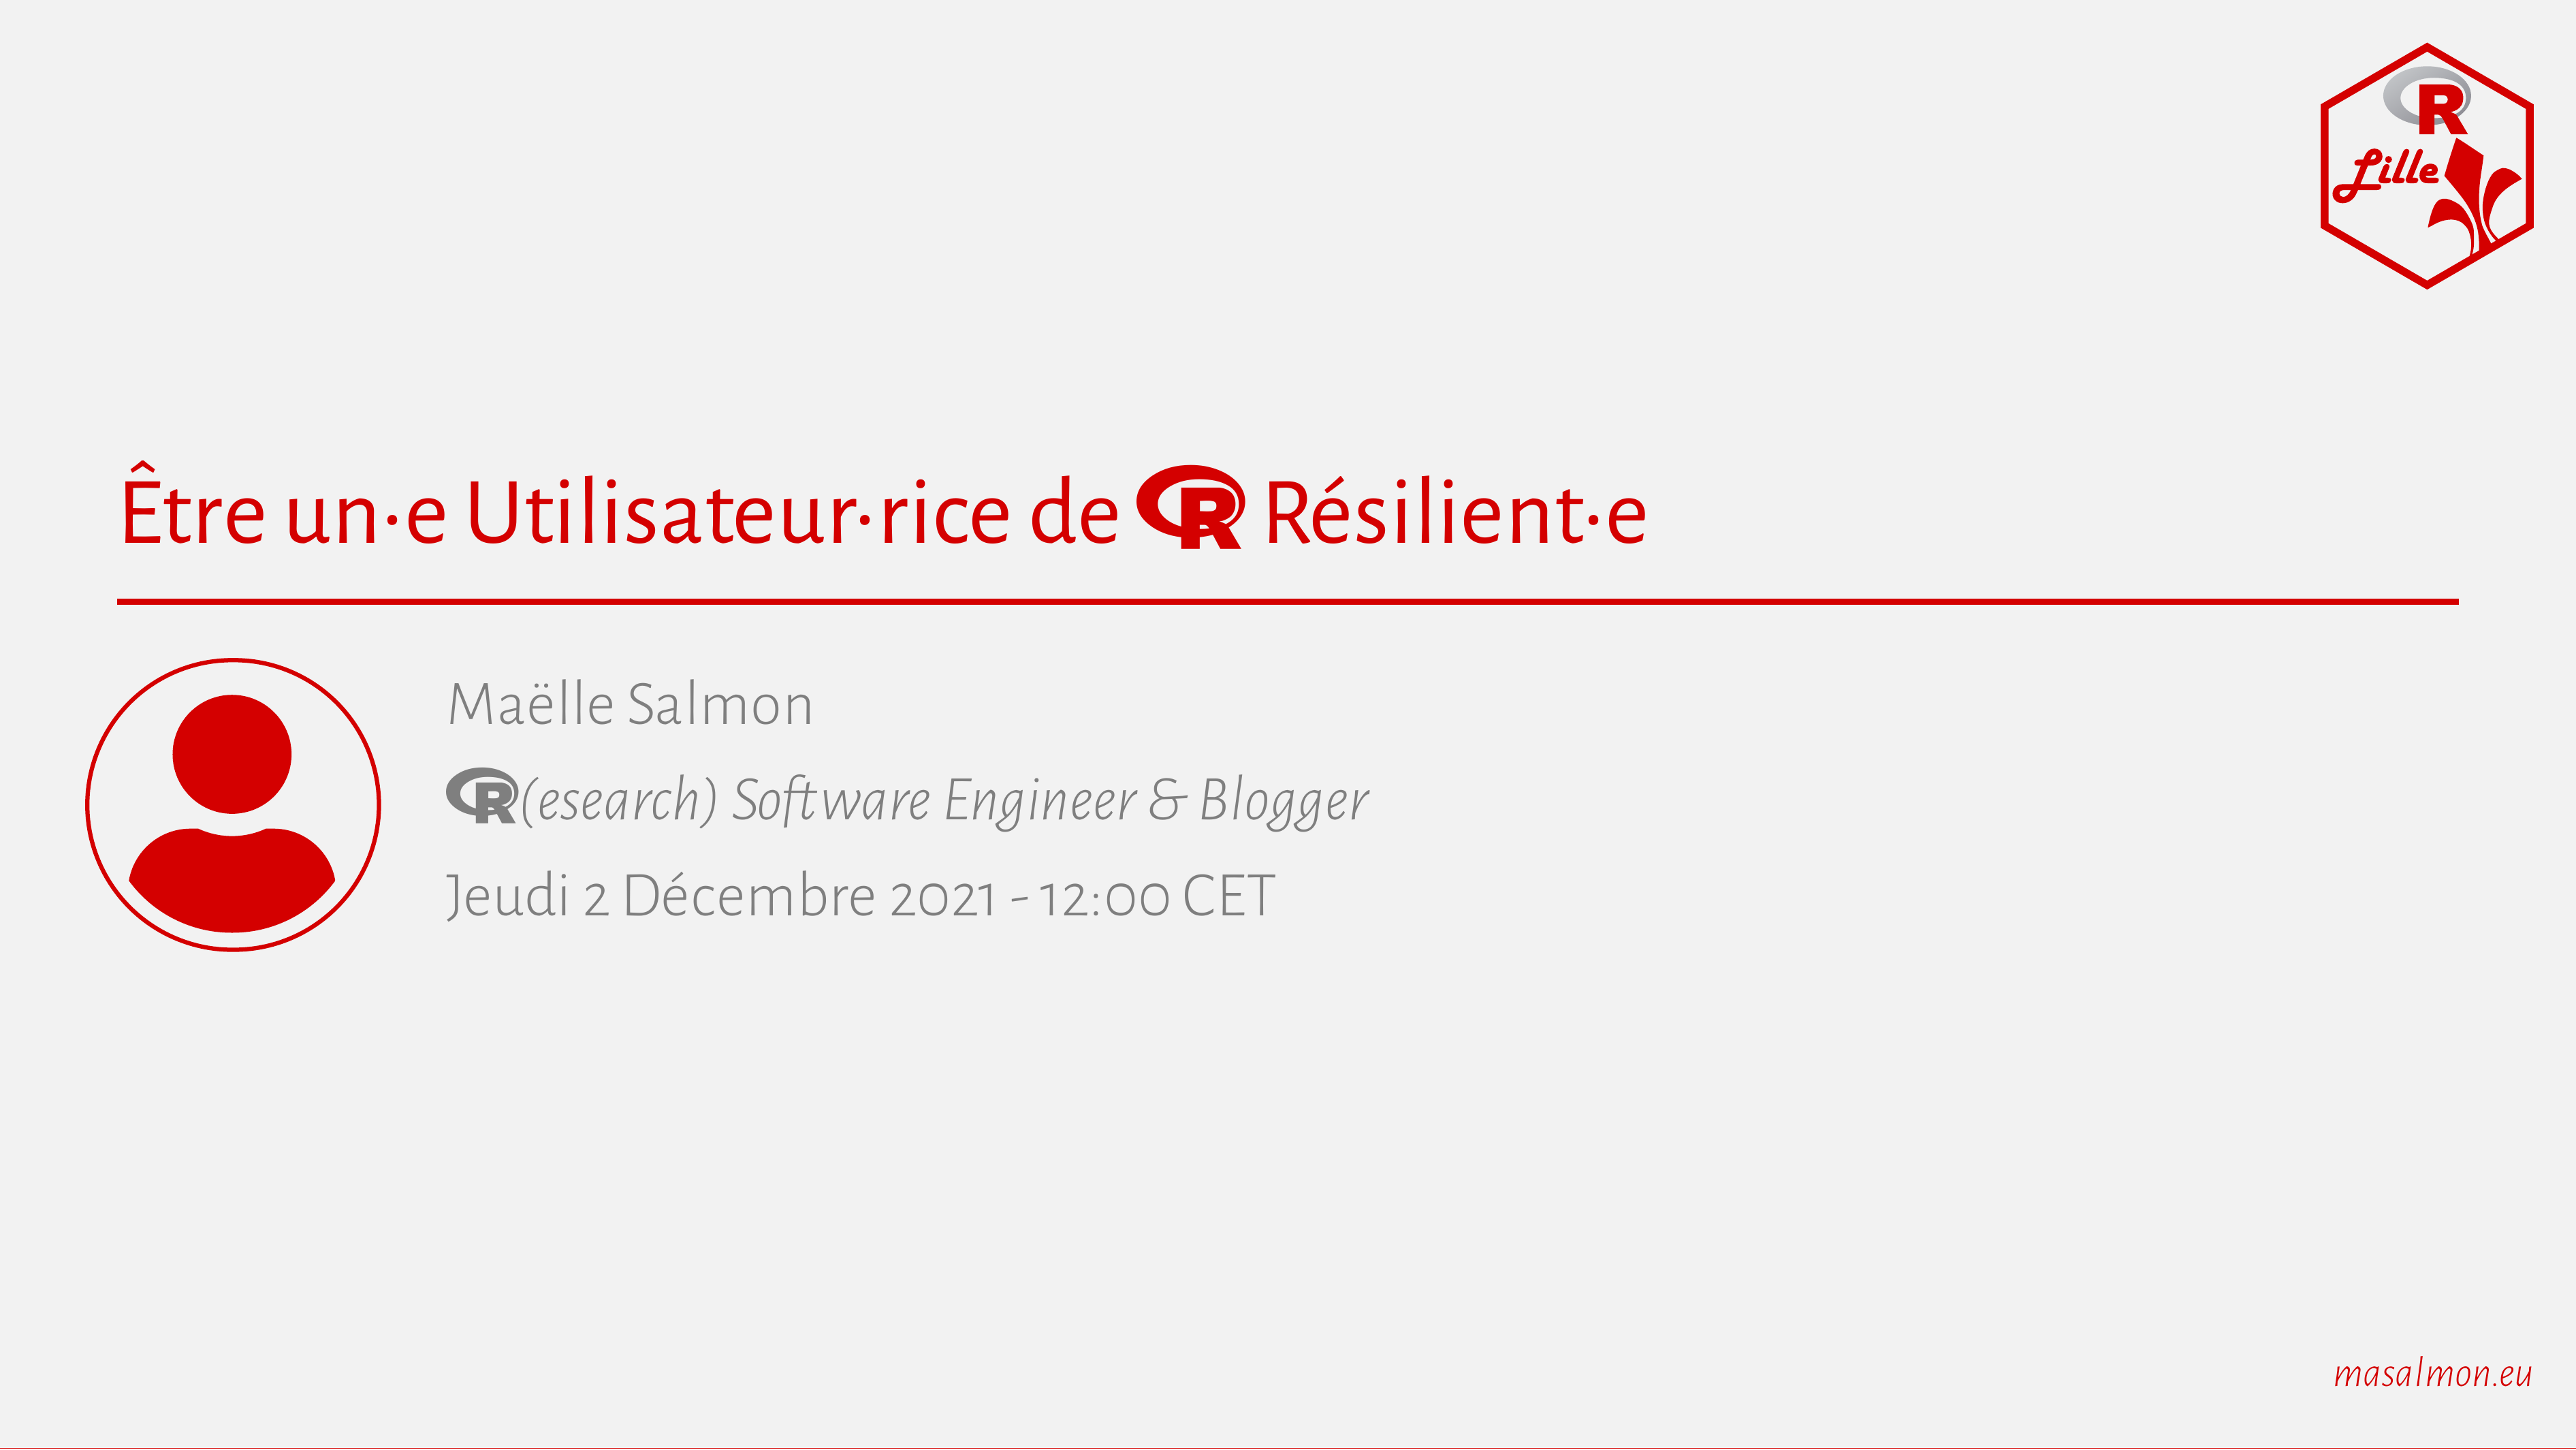 R
Lille
Être un·e Utilisateur·rice de R Résilient·e
Maëlle Salmon
R(esearch) Software Engineer & Blogger
Jeudi 2 Décembre 2021 - 12:00 CET
masalmon.eu